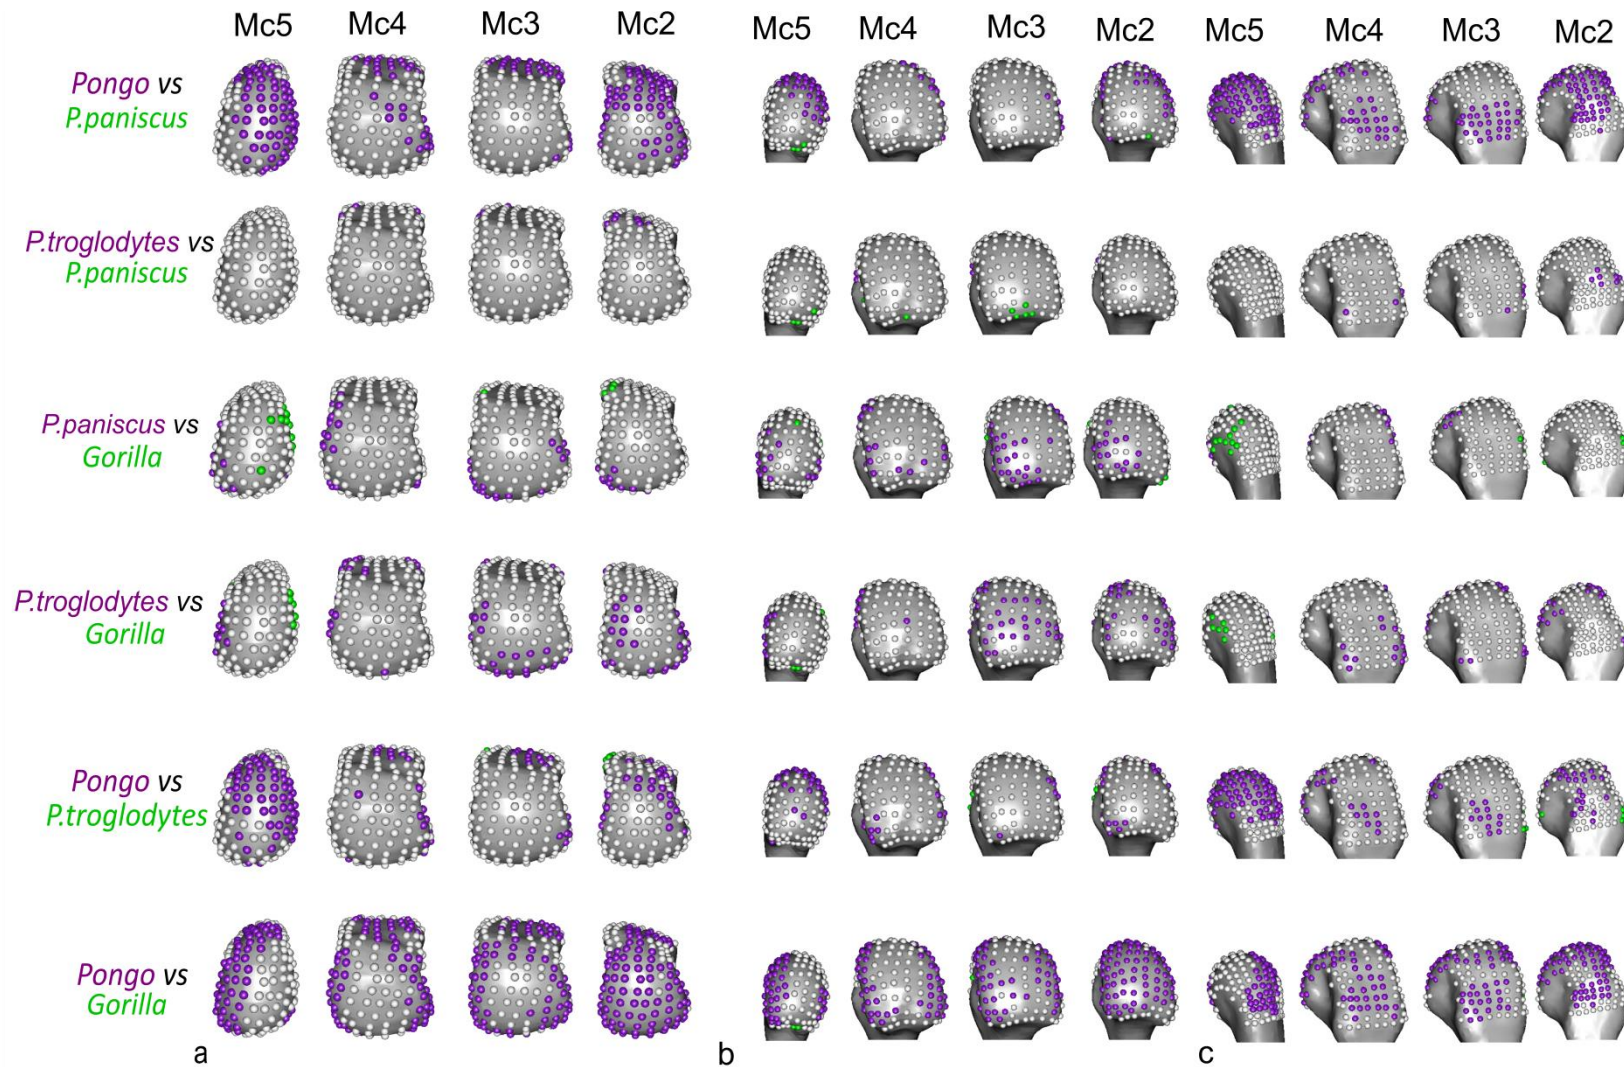 Mc5 Mc4 Mc3 Mc2 Mc5 Mc4 Mc3 Mc2 Mc5 Mc4 Mc3 Mc2
Pongo vs
P.paniscus
P.troglodytes vs
P.paniscus
P.paniscus vs
Gorilla
P.troglodytes vs
Gorilla
Pongo vs
P.troglodytes
Pongo vs
Gorilla
a b c